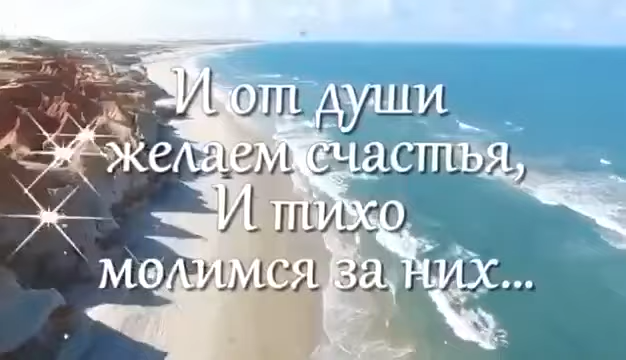 И от души
желаем счастья,
И тихо
молимся за них...